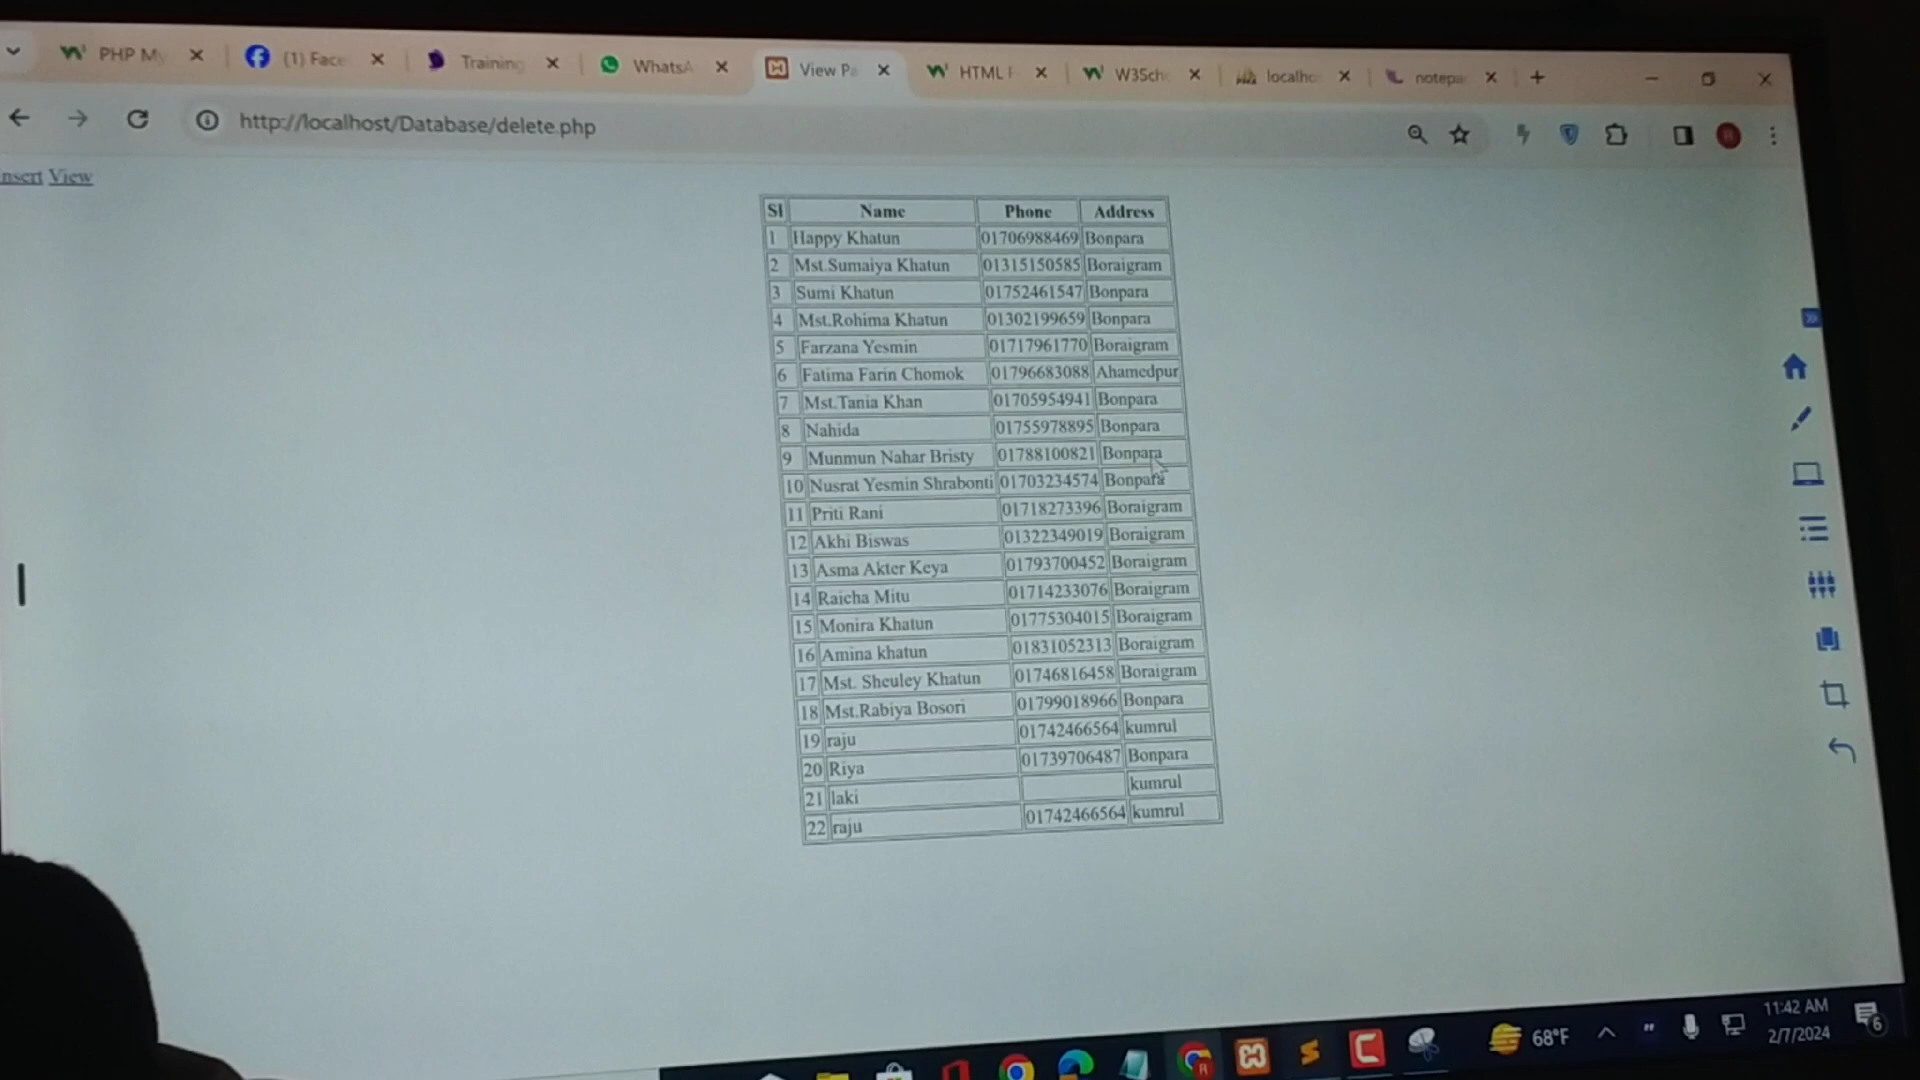 PHP My
(1) Face
Training
WhatsA
View Pa
HTML F
W3Sch
localho
notepa
http://localhost/Database/delete.php
nsert View
Sl Name Phone Address
1 Happy Khatun 01706988469 Bonpara
2 Mst.Sumaiya Khatun 01315150585 Boraigram
3 Sumi Khatun 01752461547 Bonpara
4 Mst.Rohima Khatun 01302199659 Bonpara
5 Farzana Yesmin 01717961770 Boraigram
6 Fatima Farin Chomok 01796683088 Ahamedpur
7 Mst.Tania Khan 01705954941 Bonpara
8 Nahida 01755978895 Bonpara
9 Munmun Nahar Bristy 01788100821 Bonpara
10 Nusrat Yesmin Shrabonti 01703234574 Bonpara
11 Priti Rani 01718273396 Boraigram
12 Akhi Biswas 01322349019 Boraigram
13 Asma Akter Keya 01793700452 Boraigram
14 Raicha Mitu 01714233076 Boraigram
15 Monira Khatun 01775304015 Boraigram
16 Amina khatun 01831052313 Boraigram
17 Mst. Sheuley Khatun 01746816458 Boraigram
18 Mst.Rabiya Bosori 01799018966 Bonpara
19 raju 01742466564 kumrul
20 Riya 01739706487 Bonpara
21 laki kumrul
22 raju 01742466564 kumrul
68°F
11:42 AM
2/7/2024
6